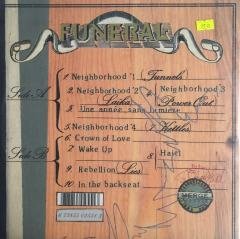 FUNERAL
Side A
1 Neighborhood #1 Tunnels
2 Neighborhood #2 Laika
3 Neighborhood #3 Power Out
4 Une année sans lumière
5 Neighborhood #4 Kettles
6 Crown of Love
Side B
7 Wake Up
8 Haiti
9 Rebellion Lies
10 In the backseat
MERGE